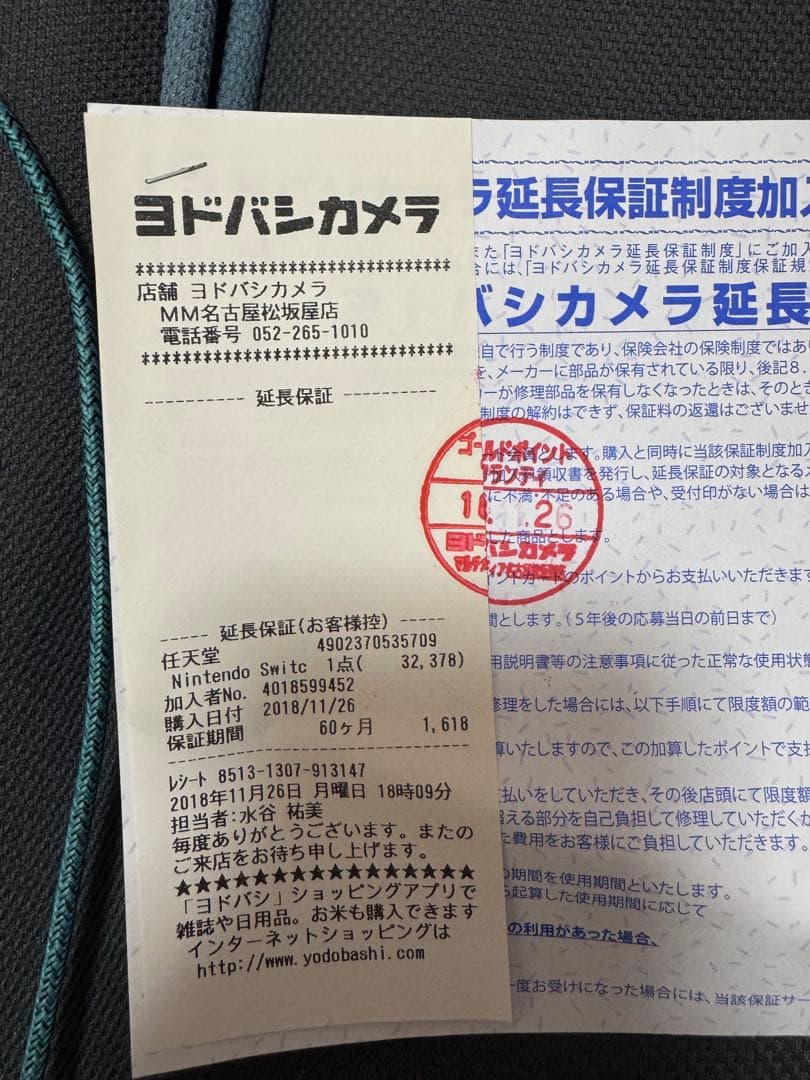 ヨドバシカメラ
********************************
店舗 ヨドバシカメラ
MM名古屋松坂屋店
電話番号 052-265-1010
********************************
---------- 延長保証 ----------
----- 延長保証(お客様控) -----
任天堂 4902370535709
Nintendo Switc 1点( 32,378)
加入者No. 4018599452
購入日付 2018/11/26
保証期間 60ヶ月 1,618
レシート 8513-1307-913147
2018年11月26日 月曜日 18時09分
担当者:水谷 祐美
毎度ありがとうございます。またの
ご来店をお待ち申し上げます。
★★★★★★★★★★★★★★★★
「ヨドバシ」ショッピングアプリで
雑誌や日用品。お米も購入できます
インターネットショッピングは
http://www.yodobashi.com
ゴールドポイント
ワランティ
11.26
ヨドバシカメラ
ラ延長保証制度加
また「ヨドバシカメラ延長保証制度」にご加入
合には、「ヨドバシカメラ延長保証制度保証規
バシカメラ延長
自で行う制度であり、保険会社の保険制度ではあ
を、メーカーに部品が保有されている限り、後記8.
ーが修理部品を保有しなくなったときは、そのとき
制度の解約はできず、保証料の返還はございませ
ます。購入と同時に当該保証制度加入
領収書を発行し、延長保証の対象となる
に不満・不足のある場合や、受付印がない場合は
した商品とします。
イントカードのポイントからお支払いいただきます
間とします。(5年後の応募当日の前日まで)
用説明書等の注意事項に従った正常な使用状態
修理をした場合には、以下手順にて限度額の範
算いたしますので、この加算したポイントで支
支払いをしていただき、その後店頭にて限度額
超える部分を自己負担して修理していただくか
た費用をお客様にご負担していただきます。
の期間を使用期間といたします。
ら起算した使用期間に応じて
の利用があった場合、
一度お受けになった場合には、当該保証サー